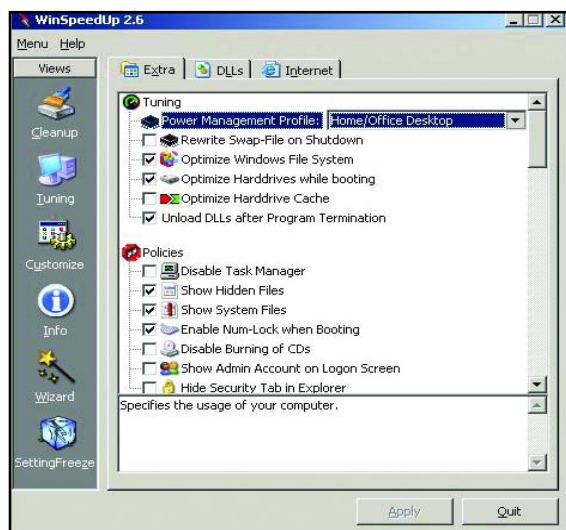 WinSpeedUp 2.6
Menu Help
Views
Extra DLLs Internet
Cleanup
Tuning
Customize
Info
Wizard
SettingFreeze
Tuning
Power Management Profile: Home/Office Desktop
Rewrite Swap-File on Shutdown
Optimize Windows File System
Optimize Harddrives while booting
Optimize Harddrive Cache
Unload DLLs after Program Termination
Policies
Disable Task Manager
Show Hidden Files
Show System Files
Enable Num-Lock when Booting
Disable Burning of CDs
Show Admin Account on Logon Screen
Hide Security Tab in Explorer
Specifies the usage of your computer.
Apply Quit